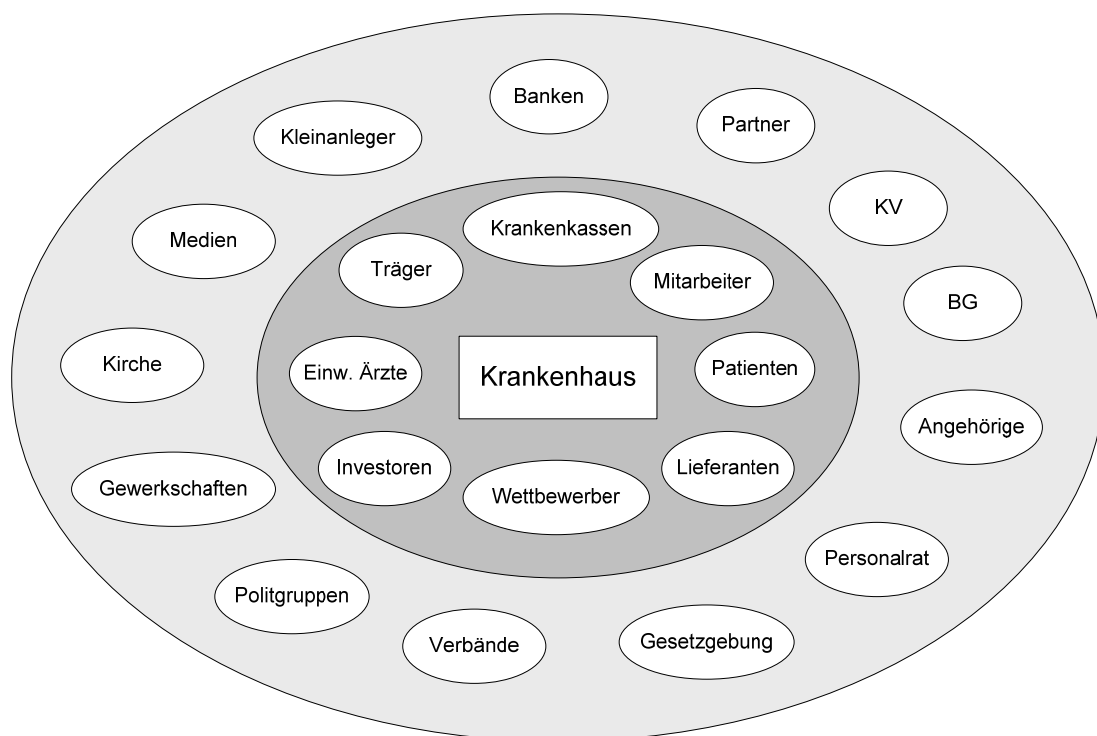 Banken
Partner
Kleinanleger
KV
Krankenkassen
Medien
Träger
Mitarbeiter
BG
Kirche
Einw. Ärzte
Krankenhaus
Patienten
Angehörige
Investoren
Lieferanten
Gewerkschaften
Wettbewerber
Personalrat
Politgruppen
Verbände
Gesetzgebung